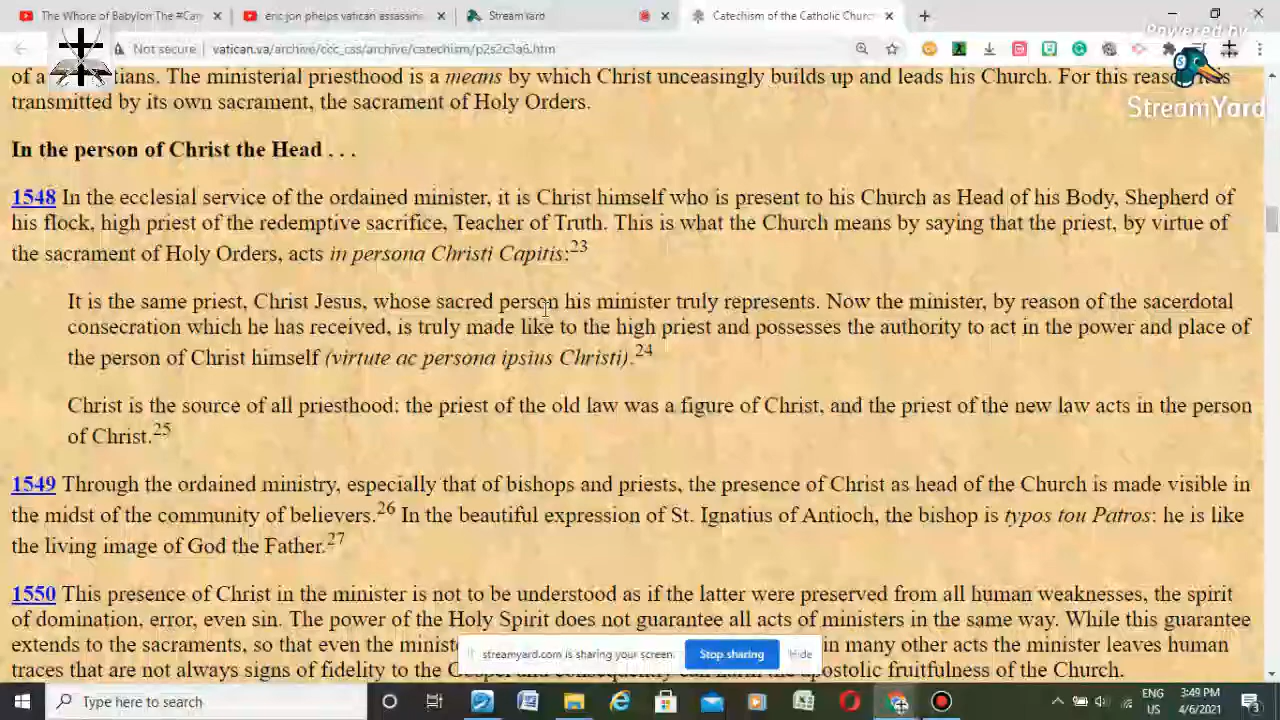 The Whore of Babylon The #Cap
eric jon phelps vatican assassins
StreamYard
Catechism of the Catholic Church
Not secure
vatican.va/archive/ccc_css/archive/catechism/p2s2c3a6.htm
Powered by
StreamYard
of a tians. The ministerial priesthood is a means by which Christ unceasingly builds up and leads his Church. For this reason is
transmitted by its own sacrament, the sacrament of Holy Orders.
In the person of Christ the Head . . .
1548 In the ecclesial service of the ordained minister, it is Christ himself who is present to his Church as Head of his Body, Shepherd of
his flock, high priest of the redemptive sacrifice, Teacher of Truth. This is what the Church means by saying that the priest, by virtue of
the sacrament of Holy Orders, acts in persona Christi Capitis:23
It is the same priest, Christ Jesus, whose sacred person his minister truly represents. Now the minister, by reason of the sacerdotal
consecration which he has received, is truly made like to the high priest and possesses the authority to act in the power and place of
the person of Christ himself (virtute ac persona ipsius Christi).24
Christ is the source of all priesthood: the priest of the old law was a figure of Christ, and the priest of the new law acts in the person
of Christ.25
1549 Through the ordained ministry, especially that of bishops and priests, the presence of Christ as head of the Church is made visible in
the midst of the community of believers.26 In the beautiful expression of St. Ignatius of Antioch, the bishop is typos tou Patros: he is like
the living image of God the Father.27
1550 This presence of Christ in the minister is not to be understood as if the latter were preserved from all human weaknesses, the spirit
of domination, error, even sin. The power of the Holy Spirit does not guarantee all acts of ministers in the same way. While this guarantee
extends to the sacraments, so that even the minist in many other acts the minister leaves human
traces that are not always signs of fidelity to the apostolic fruitfulness of the Church.
streamyard.com is sharing your screen.
Stop sharing
Hide
Type here to search
ENG
US
3:49 PM
4/6/2021
3